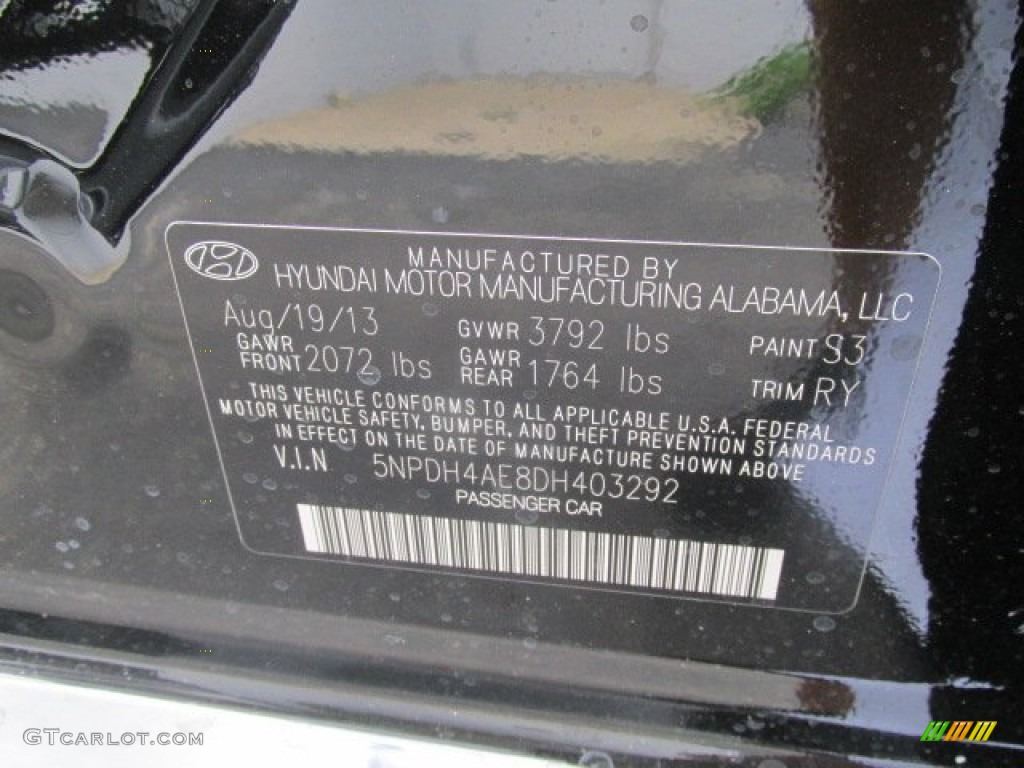 MANUFACTURED BY
HYUNDAI MOTOR MANUFACTURING ALABAMA, LLC
Aug/19/13 GVWR 3792 lbs PAINT S3
GAWR FRONT 2072 lbs GAWR REAR 1764 lbs TRIM RY
THIS VEHICLE CONFORMS TO ALL APPLICABLE U.S.A. FEDERAL
MOTOR VEHICLE SAFETY, BUMPER, AND THEFT PREVENTION STANDARDS
IN EFFECT ON THE DATE OF MANUFACTURE SHOWN ABOVE
V.I.N 5NPDH4AE8DH403292
PASSENGER CAR
GTCARLOT.COM